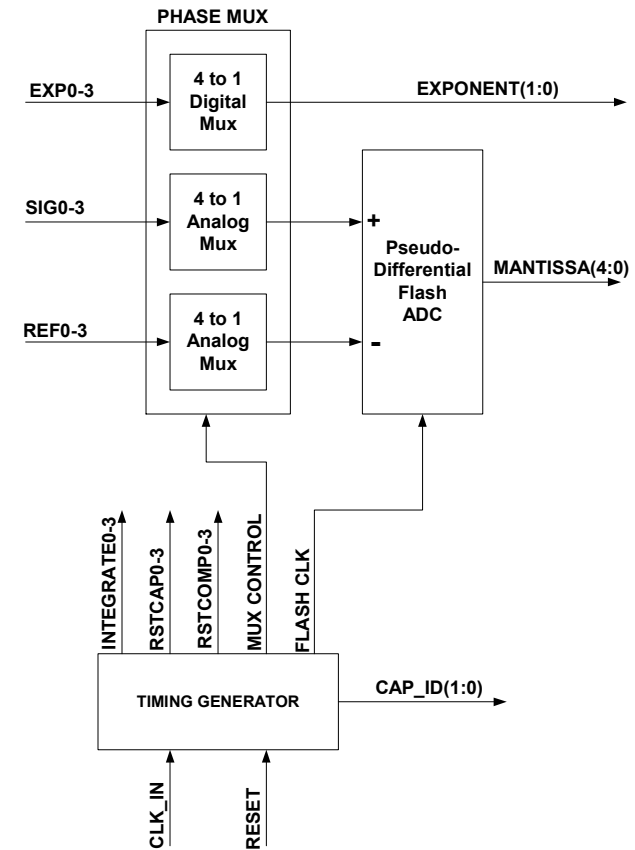 PHASE MUX
EXP0-3
4 to 1
Digital
Mux
EXPONENT(1:0)
SIG0-3
4 to 1
Analog
Mux
+
Pseudo-
Differential
Flash
ADC
MANTISSA(4:0)
REF0-3
4 to 1
Analog
Mux
-
INTEGRATE0-3
RSTCAP0-3
RSTCOMP0-3
MUX CONTROL
FLASH CLK
TIMING GENERATOR
CAP_ID(1:0)
CLK_IN
RESET